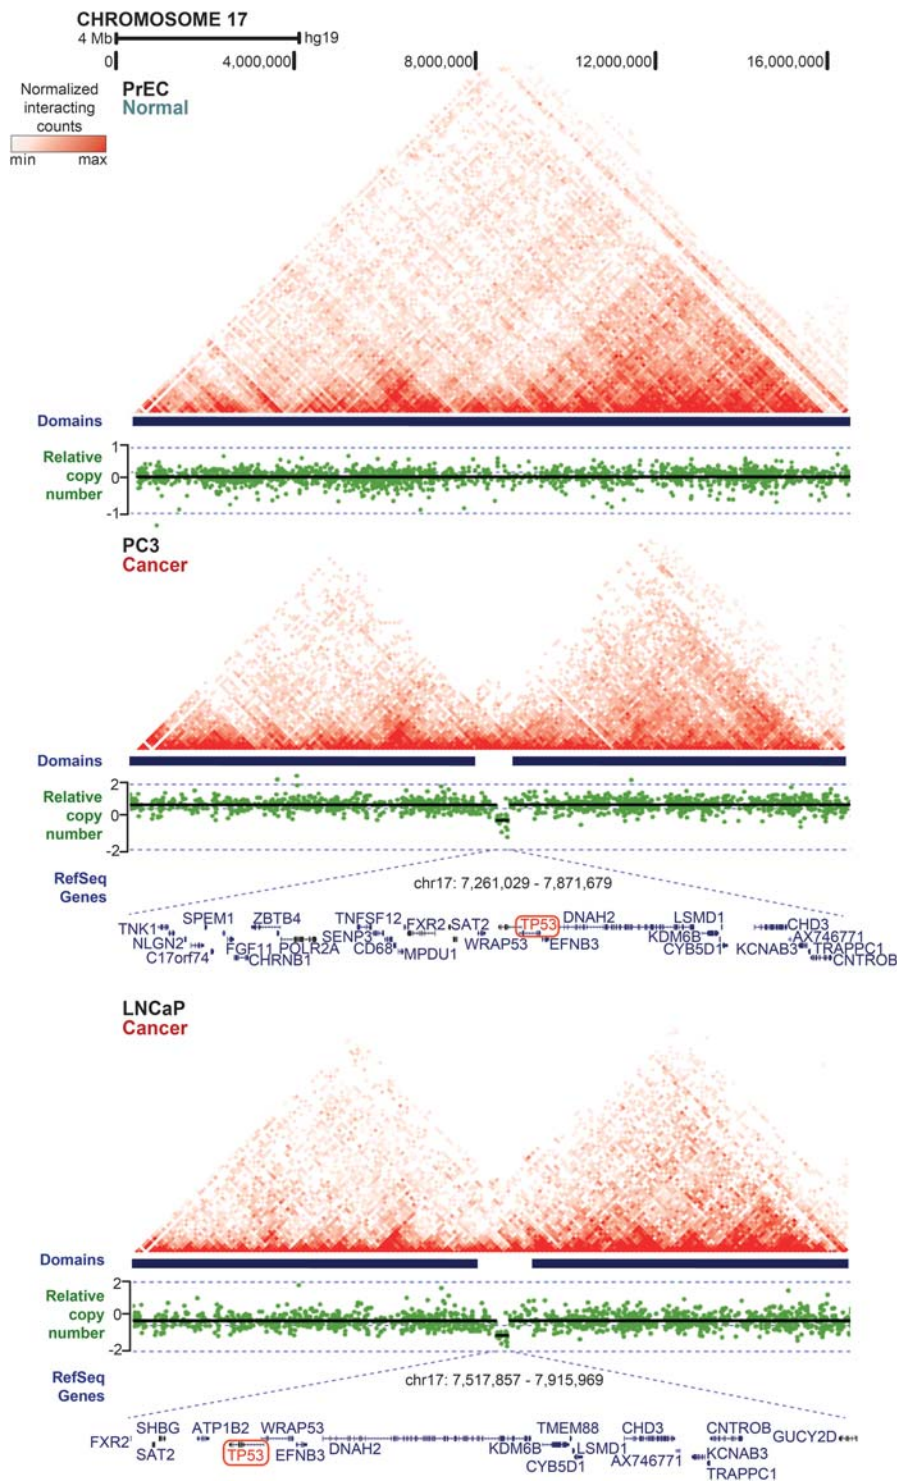 CHROMOSOME 17
4 Mb hg19
0 4,000,000 8,000,000 12,000,000 16,000,000
Normalized
interacting
counts
min max
PrEC
Normal
Domains
Relative
copy
number
1
0
-1
PC3
Cancer
Domains
Relative
copy
number
2
0
-2
RefSeq
Genes
chr17: 7,261,029 - 7,871,679
SPEM1 ZBTB4 TNFSF12 FXR2 SAT2 TP53 DNAH2 LSMD1 CHD3
TNK1 SENP3 WRAP53 KDM6B AX746771
NLGN2 FGF11 POLR2A CD68 EFNB3 CYB5D1 KCNAB3 TRAPPC1
C17orf74 CHRNB1 MPDU1 CNTROB
LNCaP
Cancer
Domains
Relative
copy
number
2
0
-2
RefSeq
Genes
chr17: 7,517,857 - 7,915,969
SHBG ATP1B2 WRAP53 TMEM88 CHD3 CNTROB GUCY2D
FXR2 DNAH2 KDM6B
SAT2 TP53 EFNB3 LSMD1 KCNAB3
CYB5D1 AX746771
TRAPPC1